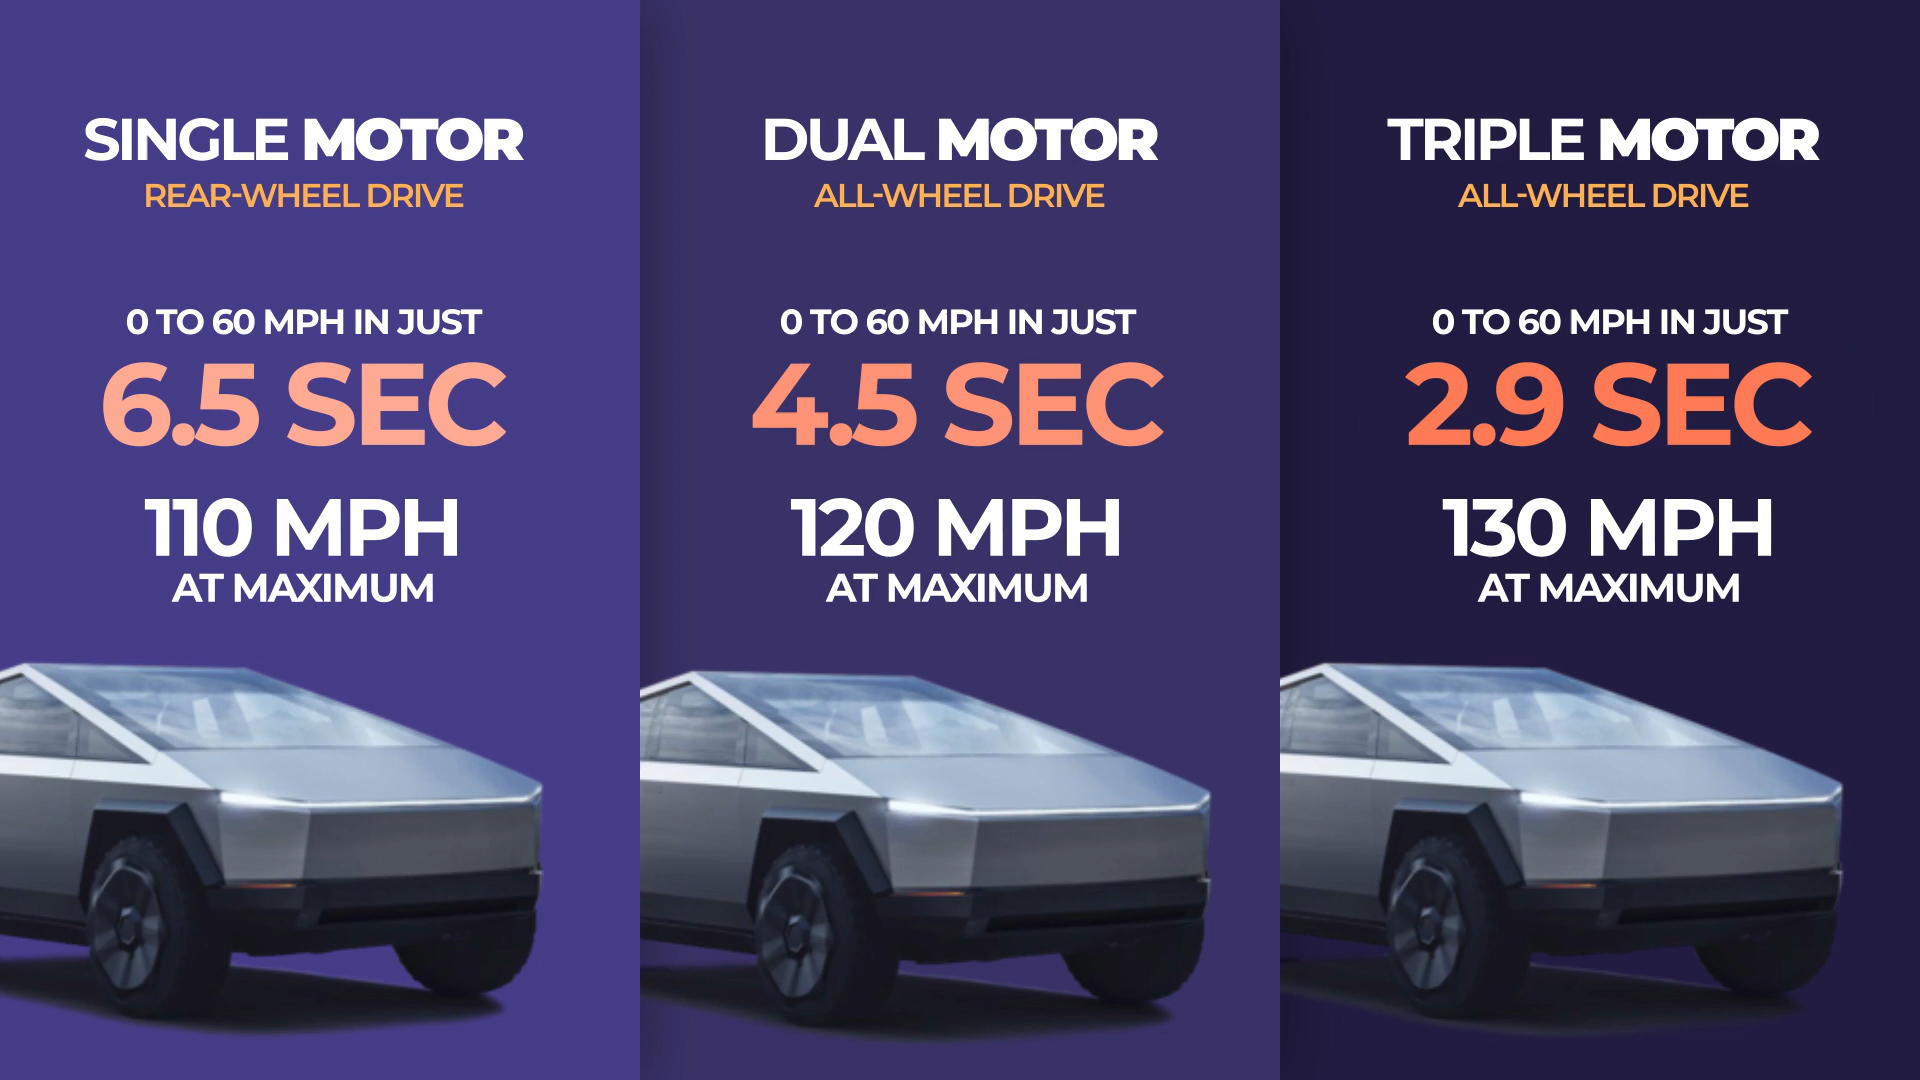 SINGLE MOTOR
REAR-WHEEL DRIVE
0 TO 60 MPH IN JUST
6.5 SEC
110 MPH
AT MAXIMUM
DUAL MOTOR
ALL-WHEEL DRIVE
0 TO 60 MPH IN JUST
4.5 SEC
120 MPH
AT MAXIMUM
TRIPLE MOTOR
ALL-WHEEL DRIVE
0 TO 60 MPH IN JUST
2.9 SEC
130 MPH
AT MAXIMUM